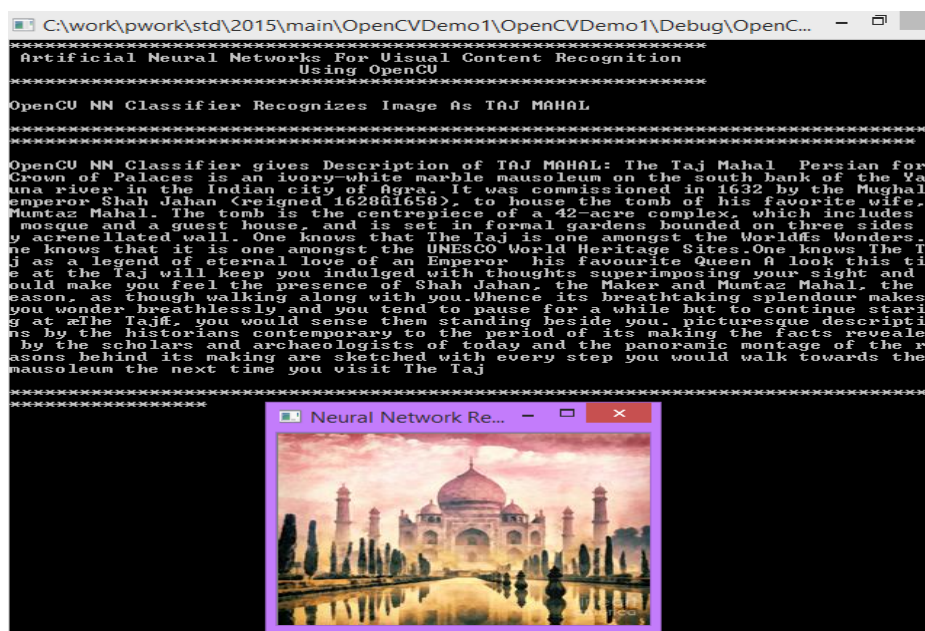 C:\work\pwork\std\2015\main\OpenCVDemo1\OpenCVDemo1\Debug\OpenC...
***********************************************************
Artificial Neural Networks For Visual Content Recognition
Using OpenCV
***********************************************************
OpenCV NN Classifier Recognizes Image As TAJ MAHAL
********************************************************************************
*****************************************************************************
OpenCV NN Classifier gives Description of TAJ MAHAL: The Taj Mahal  Persian for
Crown of Palaces is an ivory-white marble mausoleum on the south bank of the Ya
una river in the Indian city of Agra. It was commissioned in 1632 by the Mughal
emperor Shah Jahan (reigned 1628û1658), to house the tomb of his favorite wife,
Mumtaz Mahal. The tomb is the centrepiece of a 42-acre complex, which includes
mosque and a guest house, and is set in formal gardens bounded on three sides
y acrenellated wall. One knows that The Taj is one amongst the WorldÆs Wonders.
ne knows that it is one amongst the UNESCO World Heritage Sites.One knows The T
j as a legend of eternal love of an Emperor  his favourite Queen A look this ti
e at the Taj will keep you indulged with thoughts superimposing your sight and
ould make you feel the presence of Shah Jahan, the Maker and Mumtaz Mahal, the
eason, as though walking along with you.Whence its breathtaking splendour makes
you wonder breathlessly and you tend to pause for a while but to continue stari
g at æThe TajÆ, you would sense them standing beside you. picturesque descripti
ns by the historians contemporary to the period of its making the facts reveale
by the scholars and archaeologists of today and the panoramic montage of the r
asons behind its making are sketched with every step you would walk towards the
mausoleum the next time you visit The Taj
********************************************************************************
*****************
Neural Network Re...